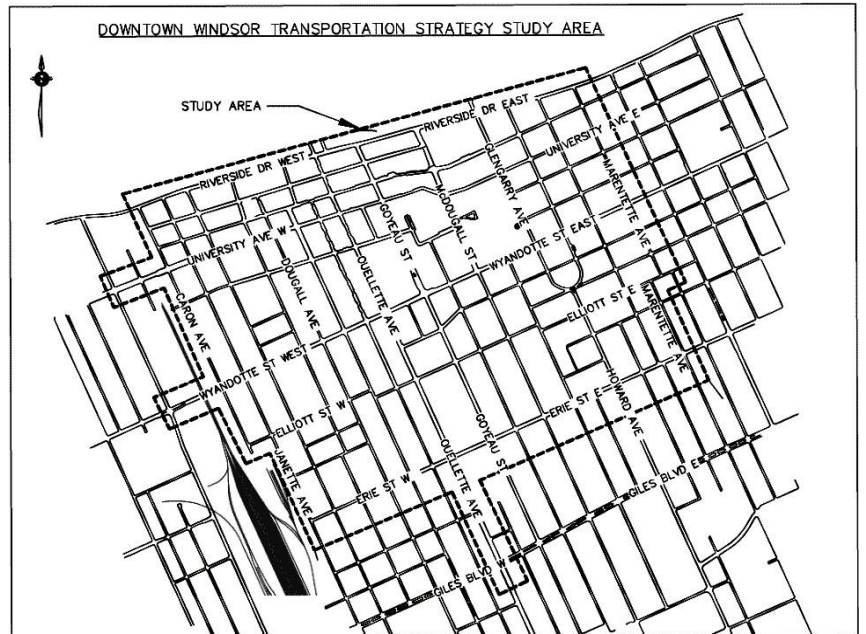 DOWNTOWN WINDSOR TRANSPORTATION STRATEGY STUDY AREA
STUDY AREA
RIVERSIDE DR EAST
RIVERSIDE DR WEST
UNIVERSITY AVE E
GLENGARRY AVE
MARENTETTE AVE
MCDOUGALL ST
GOYEAU ST
UNIVERSITY AVE W
DOUGALL AVE
OUELLETTE AVE
WYANDOTTE ST EAST
CARON AVE
ELLIOTT ST E
MARENTETTE AVE
WYANDOTTE ST WEST
HOWARD AVE
ELLIOTT ST W
ERIE ST E
GOYEAU ST
OUELLETTE AVE
JANETTE AVE
ERIE ST W
GILES BLVD E
GILES BLVD W